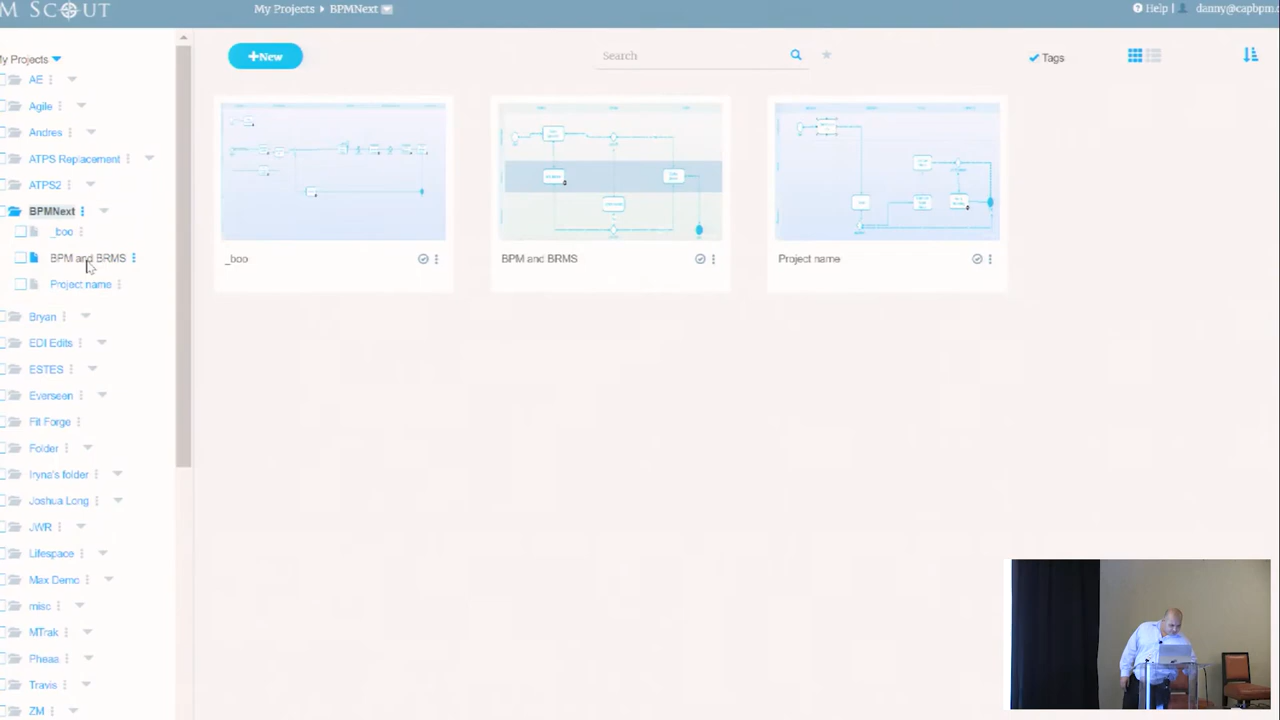 M SCOUT
My Projects ▸ BPMNext
Help | danny@capbpm.c
My Projects
AE
Agile
Andres
ATPS Replacement
ATPS2
BPMNext
_boo
BPM and BRMS
Project name
Bryan
EDI Edits
ESTES
Everseen
Fit Forge
Folder
Iryna's folder
Joshua Long
JWR
Lifespace
Max Demo
misc
MTrak
Pheaa
Travis
ZM
+New
Search
Tags
_boo
BPM and BRMS
Project name